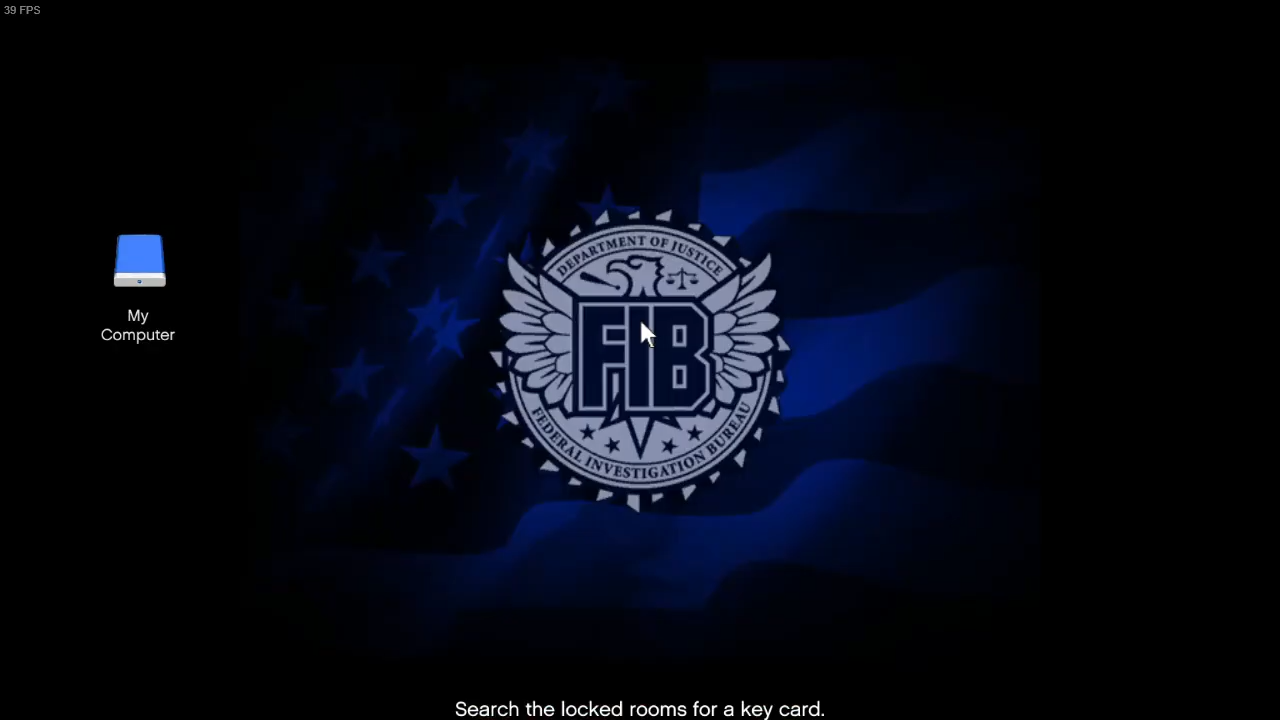 39 FPS
DEPARTMENT OF JUSTICE
FIB
FEDERAL INVESTIGATION BUREAU
My
Computer
Search the locked rooms for a key card.